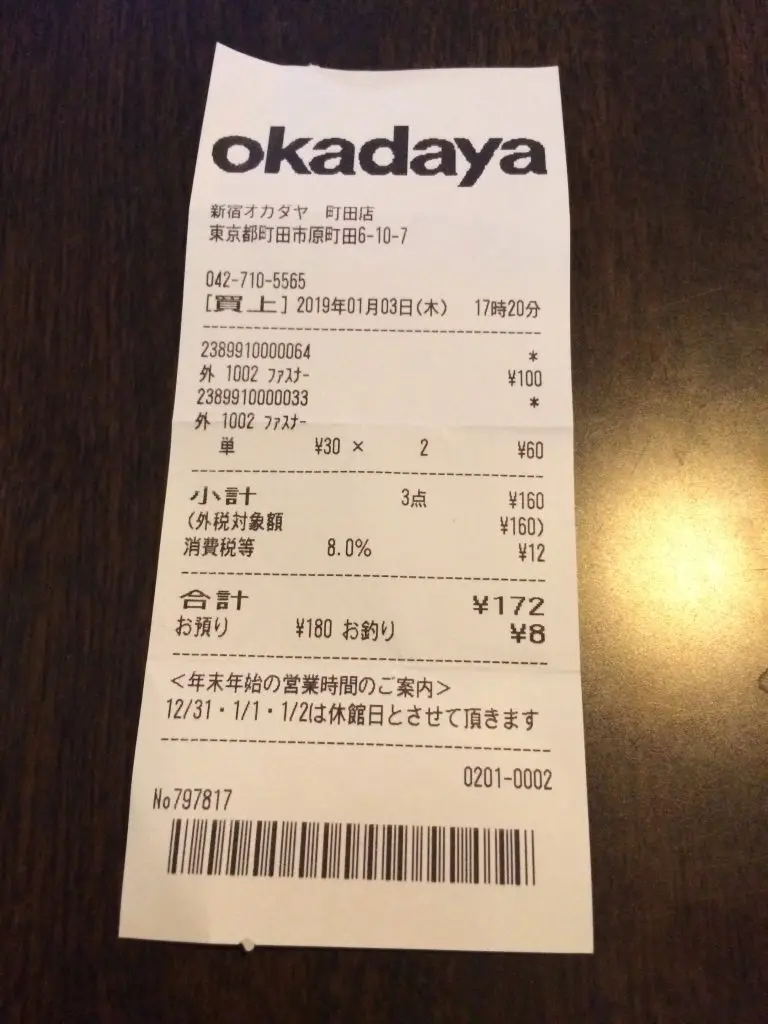 okadaya
新宿オカダヤ 町田店
東京都町田市原町田6-10-7
042-710-5565
[買上] 2019年01月03日(木) 17時20分
2389910000064 *
外 1002 ファスナー ¥100
2389910000033 *
外 1002 ファスナー
単 ¥30 × 2 ¥60
小計 3点 ¥160
(外税対象額 ¥160)
消費税等 8.0% ¥12
合計 ¥172
お預り ¥180 お釣り ¥8
<年末年始の営業時間のご案内>
12/31・1/1・1/2は休館日とさせて頂きます
0201-0002
No797817